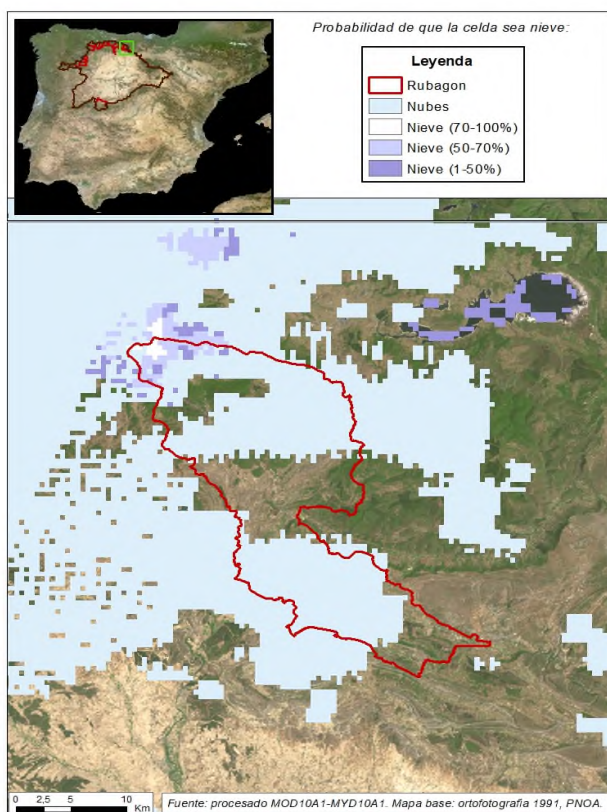 Probabilidad de que la celda sea nieve:
Leyenda
Rubagon
Nubes
Nieve (70-100%)
Nieve (50-70%)
Nieve (1-50%)
0 2,5 5 10
Km
Fuente: procesado MOD10A1-MYD10A1. Mapa base: ortofotografia 1991, PNOA